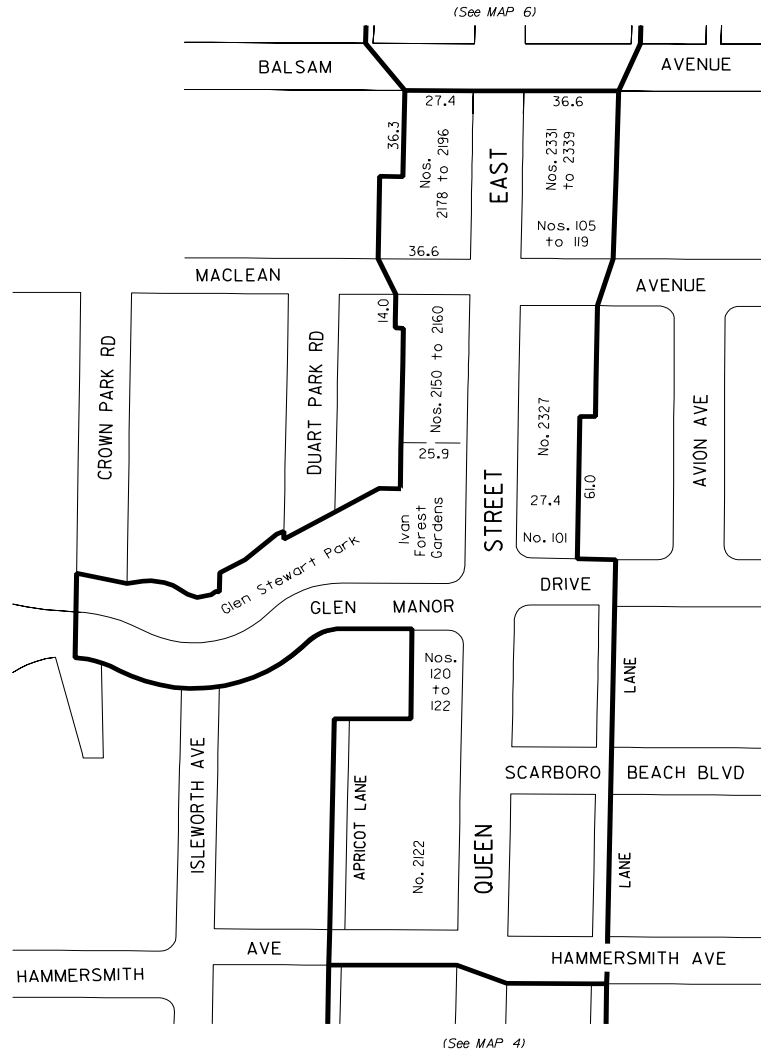 (See MAP 6)
BALSAM
AVENUE
27.4
36.6
36.3
Nos.
2178 to 2196
EAST
Nos. 2331
to 2339
Nos. 105
to 119
36.6
MACLEAN
AVENUE
14.0
CROWN PARK RD
DUART PARK RD
Nos. 2150 to 2160
No. 2327
AVION AVE
25.9
STREET
27.4
61.0
Ivan
Forest
Gardens
No. 101
Glen Stewart Park
DRIVE
GLEN MANOR
Nos.
120
to
122
LANE
SCARBORO BEACH BLVD
ISLEWORTH AVE
APRICOT LANE
No. 2122
QUEEN
LANE
AVE
HAMMERSMITH AVE
HAMMERSMITH
(See MAP 4)